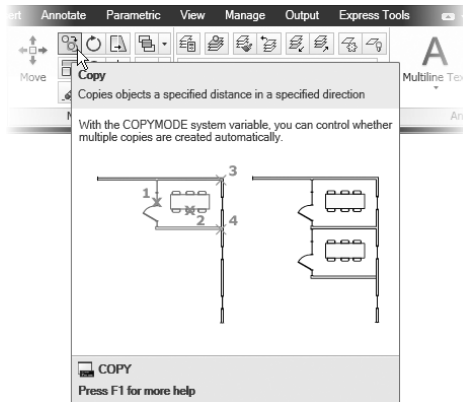 Annotate Parametric View Manage Output Express Tools
Move
Copy
Multiline
Copies objects a specified distance in a specified direction
With the COPYMODE system variable, you can control whether
multiple copies are created automatically.
3
1
2
4
COPY
Press F1 for more help